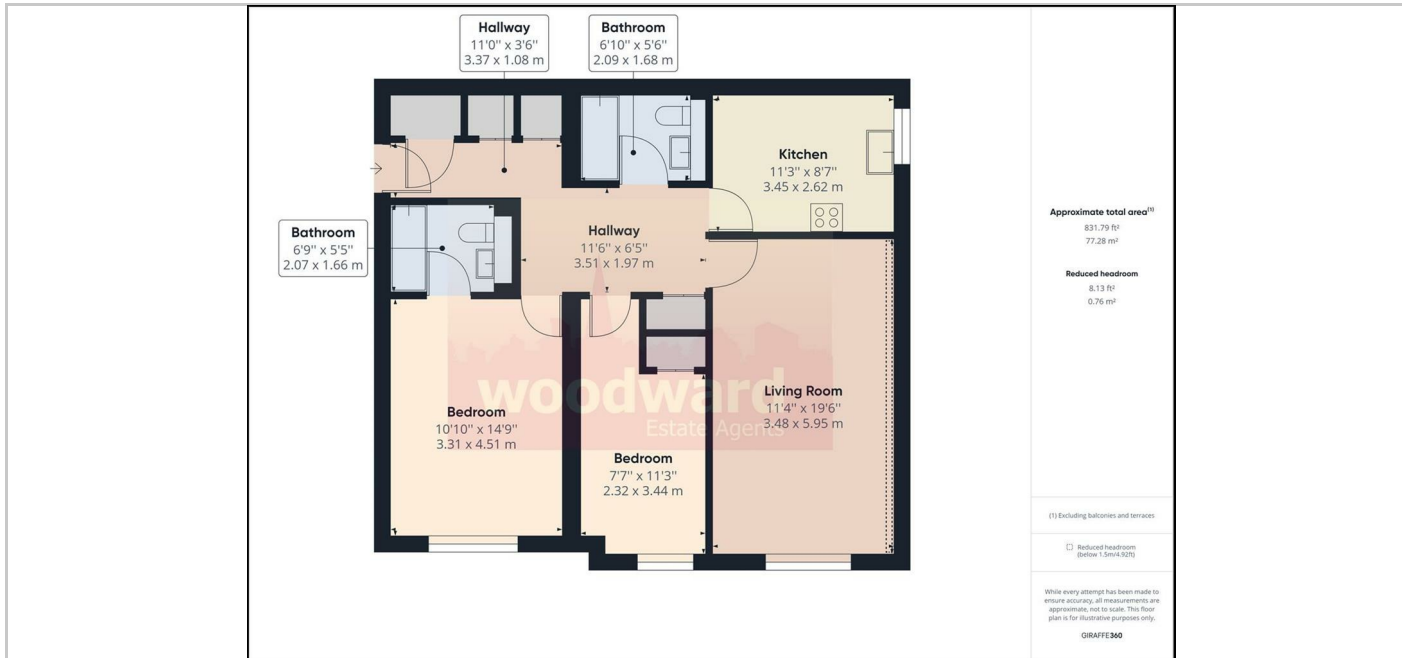 Hallway
11'0'' x 3'6''
3.37 x 1.08 m
Bathroom
6'10'' x 5'6''
2.09 x 1.68 m
Kitchen
11'3'' x 8'7''
3.45 x 2.62 m
Bathroom
6'9'' x 5'5''
2.07 x 1.66 m
Hallway
11'6'' x 6'5''
3.51 x 1.97 m
Living Room
11'4'' x 19'6''
3.48 x 5.95 m
Bedroom
10'10'' x 14'9''
3.31 x 4.51 m
Bedroom
7'7'' x 11'3''
2.32 x 3.44 m
woodward
Estate Agents
Approximate total area(1)
831.79 ft²
77.28 m²
Reduced headroom
8.13 ft²
0.76 m²
(1) Excluding balconies and terraces
Reduced headroom
(below 1.5m/4.92ft)
While every attempt has been made to
ensure accuracy, all measurements are
approximate, not to scale. This floor
plan is for illustrative purposes only.
GIRAFFE360